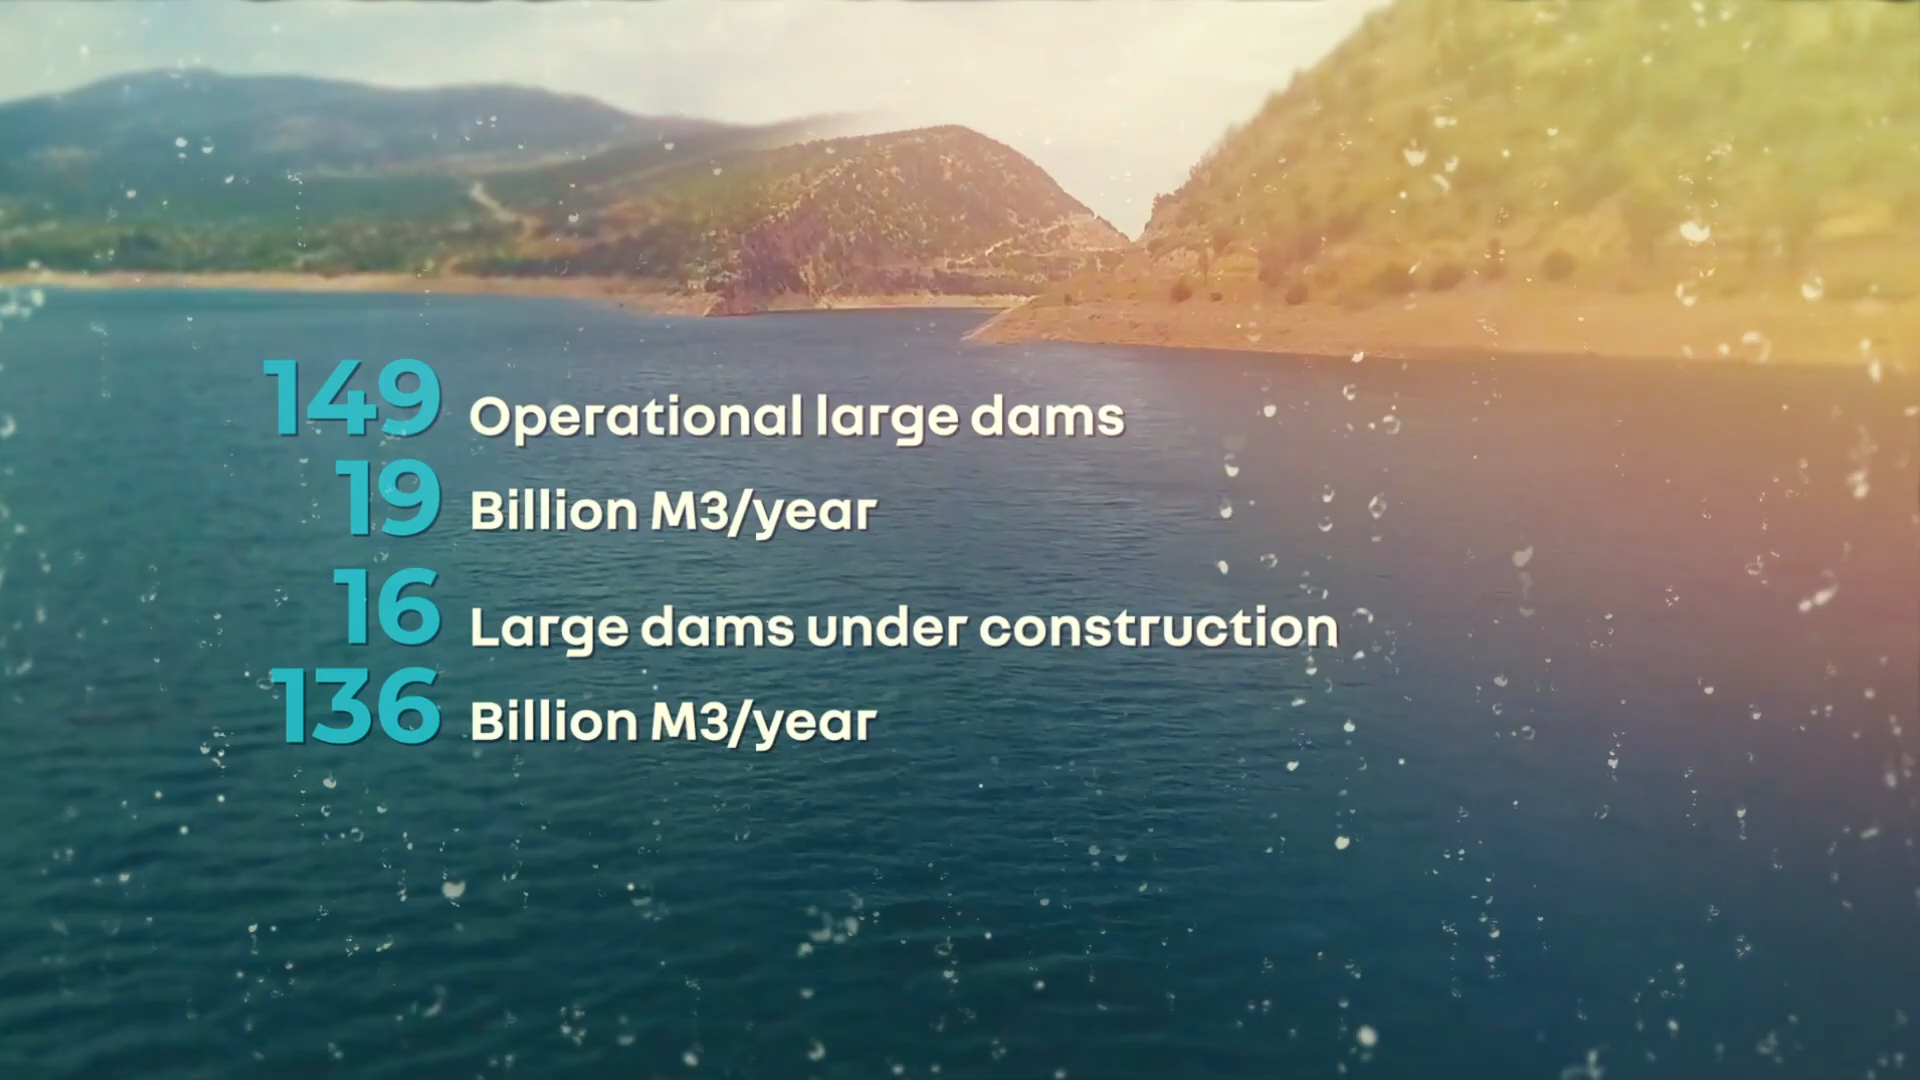 149 Operational large dams
19 Billion M3/year
16 Large dams under construction
136 Billion M3/year